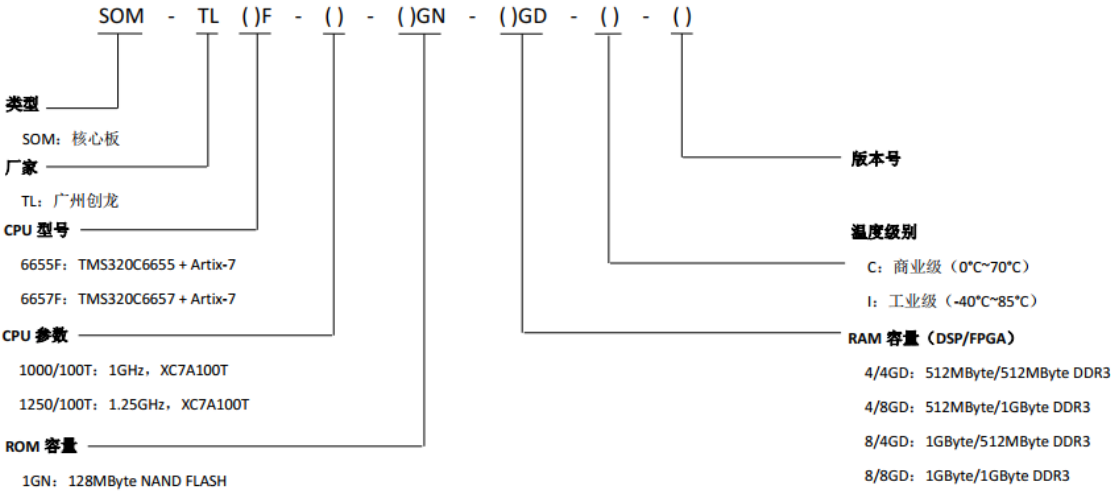 SOM - TL ( )F - ( ) - ( )GN - ( )GD - ( ) - ( )
类型
SOM：核心板
厂家
TL：广州创龙
CPU 型号
6655F：TMS320C6655 + Artix-7
6657F：TMS320C6657 + Artix-7
CPU 参数
1000/100T：1GHz，XC7A100T
1250/100T：1.25GHz，XC7A100T
ROM 容量
1GN：128MByte NAND FLASH
版本号
温度级别
C：商业级（0°C~70°C）
I：工业级（-40°C~85°C）
RAM 容量（DSP/FPGA）
4/4GD：512MByte/512MByte DDR3
4/8GD：512MByte/1GByte DDR3
8/4GD：1GByte/512MByte DDR3
8/8GD：1GByte/1GByte DDR3